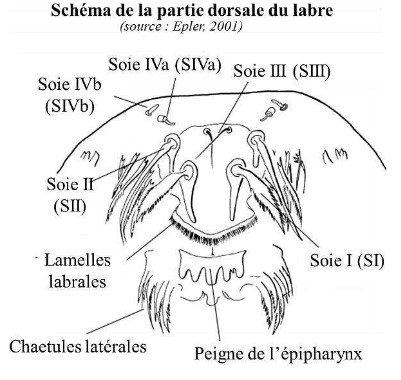 Schéma de la partie dorsale du labre
(source : Epler, 2001)
Soie IVa (SIVa)
Soie III (SIII)
Soie IVb
(SIVb)
Soie II
(SII)
Lamelles
labrales
Soie I (SI)
Chaetules latérales
Peigne de l'épipharynx